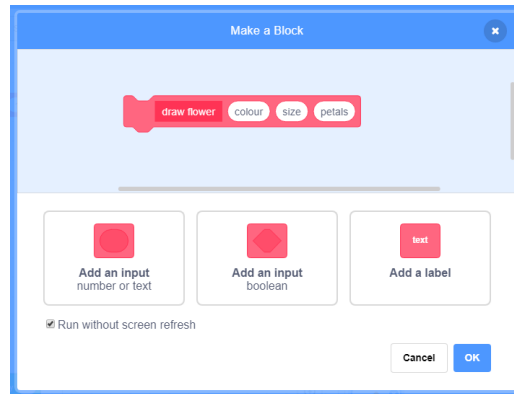 Make a Block
draw flower colour size petals
text
Add an input
number or text
Add an input
boolean
Add a label
Run without screen refresh
Cancel OK